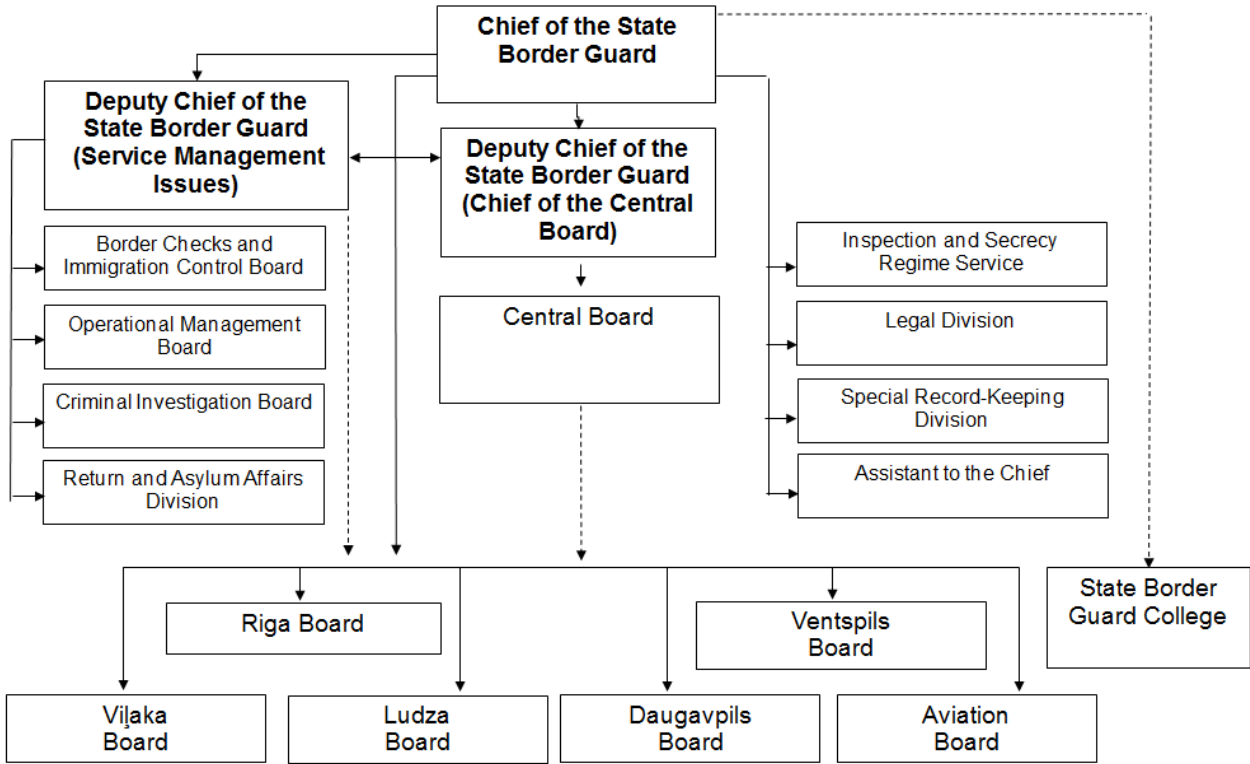 Chief of the State
Border Guard
Deputy Chief of the
State Border Guard
(Service Management
Issues)
Deputy Chief of the
State Border Guard
(Chief of the Central
Board)
Border Checks and
Immigration Control Board
Operational Management
Board
Criminal Investigation Board
Return and Asylum Affairs
Division
Central Board
Inspection and Secrecy
Regime Service
Legal Division
Special Record-Keeping
Division
Assistant to the Chief
Riga Board
Ventspils
Board
State Border
Guard College
Viļaka
Board
Ludza
Board
Daugavpils
Board
Aviation
Board